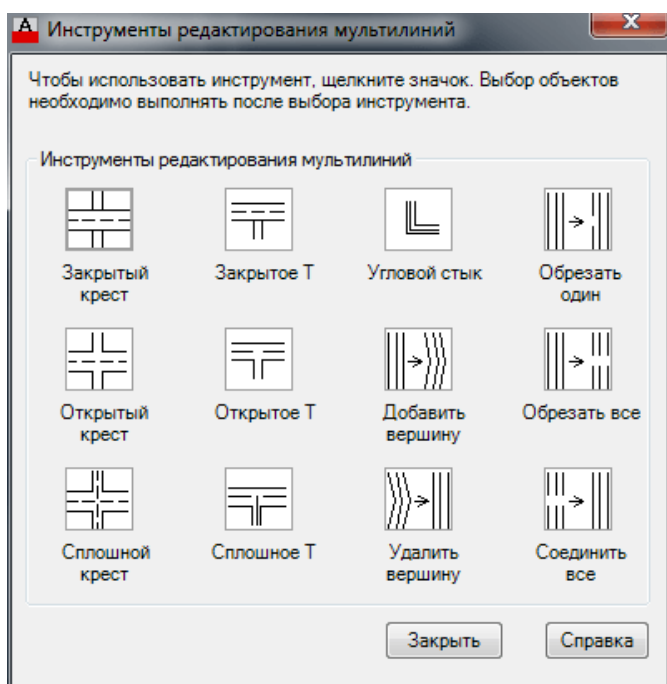 Инструменты редактирования мультилиний
Чтобы использовать инструмент, щелкните значок. Выбор объектов
необходимо выполнять после выбора инструмента.
Инструменты редактирования мультилиний
Закрытый
крест
Закрытое Т
Угловой стык
Обрезать
один
Открытый
крест
Открытое Т
Добавить
вершину
Обрезать все
Сплошной
крест
Сплошное Т
Удалить
вершину
Соединить
все
Закрыть
Справка